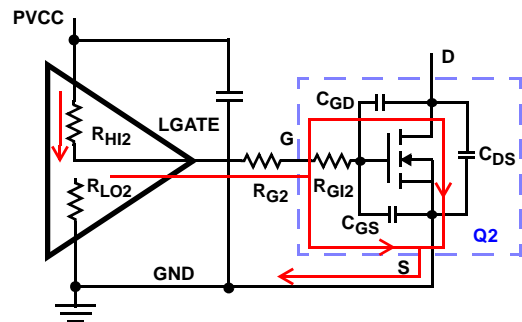 PVCC
D
CGD
LGATE
G
RHI2
CDS
RLO2
RG2
RGI2
CGS
Q2
GND
S